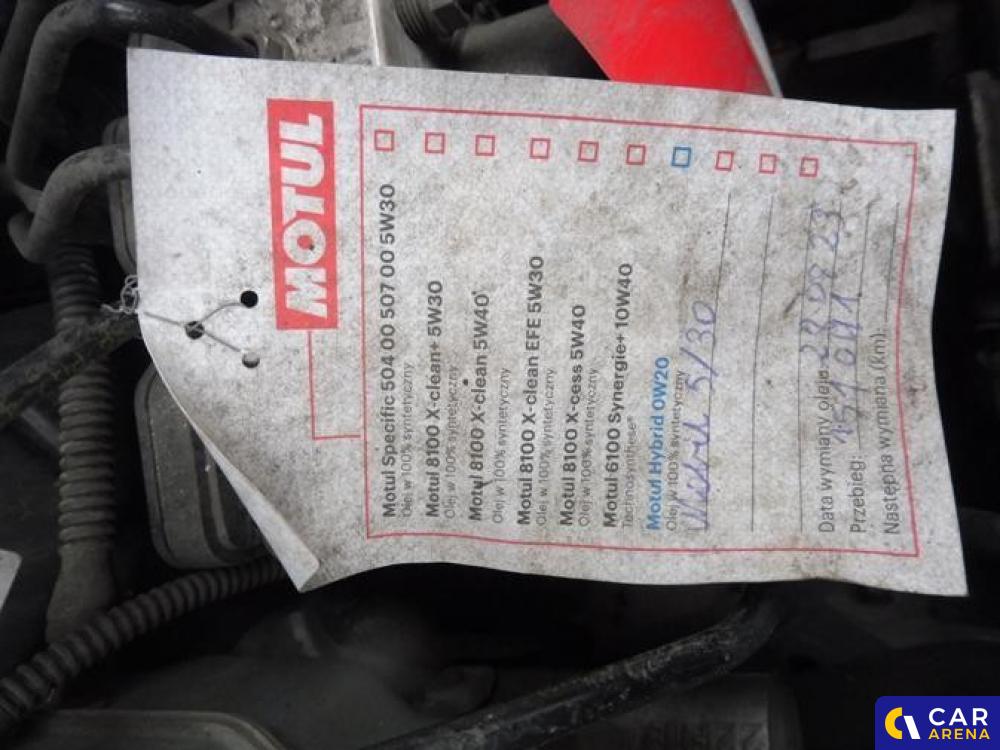 MOTUL
Motul Specific 504 00 507 00 5W30
Olej w 100% syntetyczny
Motul 8100 X-clean+ 5W30
Olej w 100% syntetyczny
Motul 8100 X-clean 5W40
Olej w 100% syntetyczny
Motul 8100 X-clean EFE 5W30
Olej w 100% syntetyczny
Motul 8100 X-cess 5W40
Olej w 100% syntetyczny
Motul 6100 Synergie+ 10W40
Technosynthese®
Motul Hybrid 0W20
Olej w 100% syntetyczny
5/30
Data wymiany oleju: 23
Przebieg:
Następna wymiana (km):
CAR
ARENA